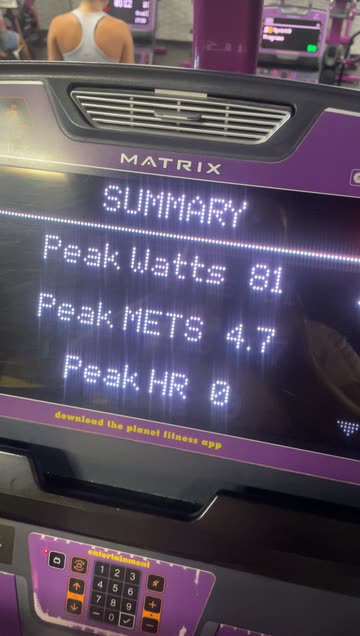 MATRIX
SUMMARY
Peak Watts 81
Peak METS 4.7
Peak HR 0
download the planet fitness app
entertainment
1 2 3
4 5 6
7 8 9
0